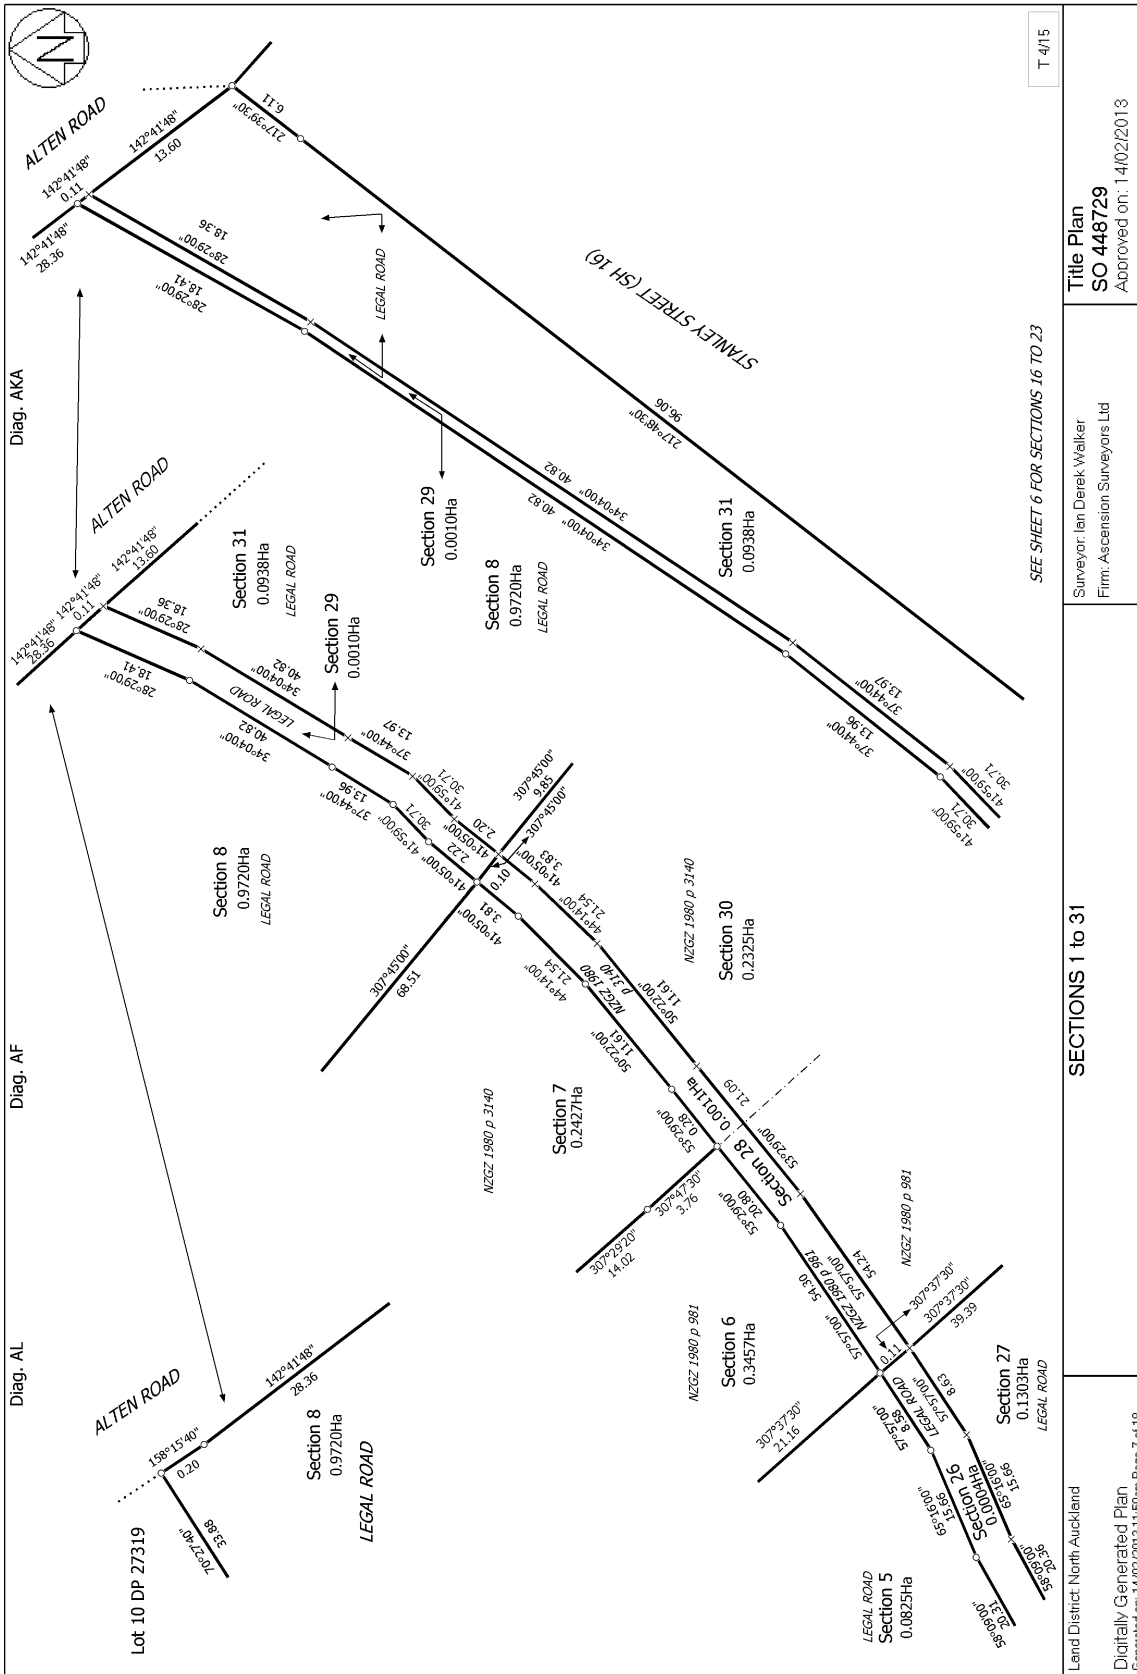 Diag. AL
Diag. AF
Diag. AKA
N
Lot 10 DP 27319
70°27'40"
33.88
ALTEN ROAD
158°15'40"
0.20
142°41'48"
28.36
Section 8
0.9720Ha
LEGAL ROAD
142°41'48"
28.36
142°41'48"
0.11
142°41'48"
13.60
ALTEN ROAD
28°29'00"
18.41
28°29'00"
18.36
Section 31
0.0938Ha
LEGAL ROAD
LEGAL ROAD
34°04'00"
40.82
34°04'00"
40.82
Section 29
0.0010Ha
37°44'00"
13.96
37°44'00"
13.97
Section 8
0.9720Ha
LEGAL ROAD
41°59'00"
30.71
41°59'00"
30.71
41°05'00"
2.22
41°05'00"
2.20
307°45'00"
9.85
307°45'00"
0.10
307°45'00"
68.51
41°05'00"
3.81
41°05'00"
3.83
44°14'00"
21.54
44°14'00"
21.54
NZGZ 1980
p 3140
NZGZ 1980 p 3140
Section 30
0.2325Ha
50°22'00"
11.61
50°22'00"
11.61
NZGZ 1980 p 3140
Section 7
0.2427Ha
53°29'00"
0.28
53°29'00"
20.80
53°29'00"
21.09
Section 28
0.0011Ha
307°47'30"
3.76
307°29'20"
14.02
57°57'00"
54.30
57°57'00"
54.24
NZGZ 1980 p 981
NZGZ 1980 p 981
NZGZ 1980 p 981
Section 6
0.3457Ha
307°37'30"
0.11
307°37'30"
39.39
307°37'30"
21.16
57°57'00"
8.58
LEGAL ROAD
57°57'00"
8.63
Section 27
0.1303Ha
LEGAL ROAD
65°16'00"
15.66
65°16'00"
15.66
Section 26
0.0004Ha
58°09'00"
20.31
58°09'00"
20.36
LEGAL ROAD
Section 5
0.0825Ha
ALTEN ROAD
142°41'48"
28.36
142°41'48"
0.11
142°41'48"
13.60
217°39'30"
6.11
28°29'00"
18.41
28°29'00"
18.36
LEGAL ROAD
STANLEY STREET (SH 16)
217°48'30"
96.06
34°04'00" 40.82
34°04'00" 40.82
Section 29
0.0010Ha
Section 8
0.9720Ha
LEGAL ROAD
Section 31
0.0938Ha
37°44'00"
13.96
37°44'00"
13.97
41°59'00"
30.71
41°59'00"
30.71
SEE SHEET 6 FOR SECTIONS 16 TO 23
T 4/15
Land District: North Auckland
Digitally Generated Plan
Generated on: 14/02/2013 11:59am Page 7 of 18
SECTIONS 1 to 31
Surveyor: Ian Derek Walker
Firm: Ascension Surveyors Ltd
Title Plan
SO 448729
Approved on: 14/02/2013